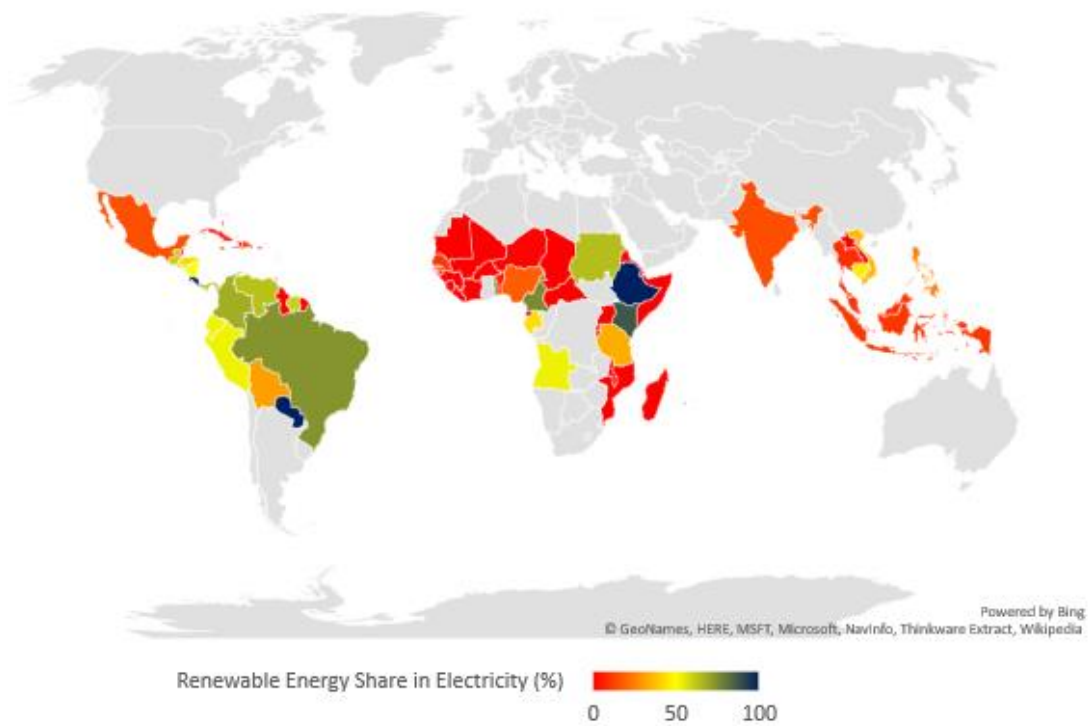 Powered by Bing
© GeoNames, HERE, MSFT, Microsoft, NavInfo, Thinkware Extract, Wikipedia
Renewable Energy Share in Electricity (%)
0 50 100